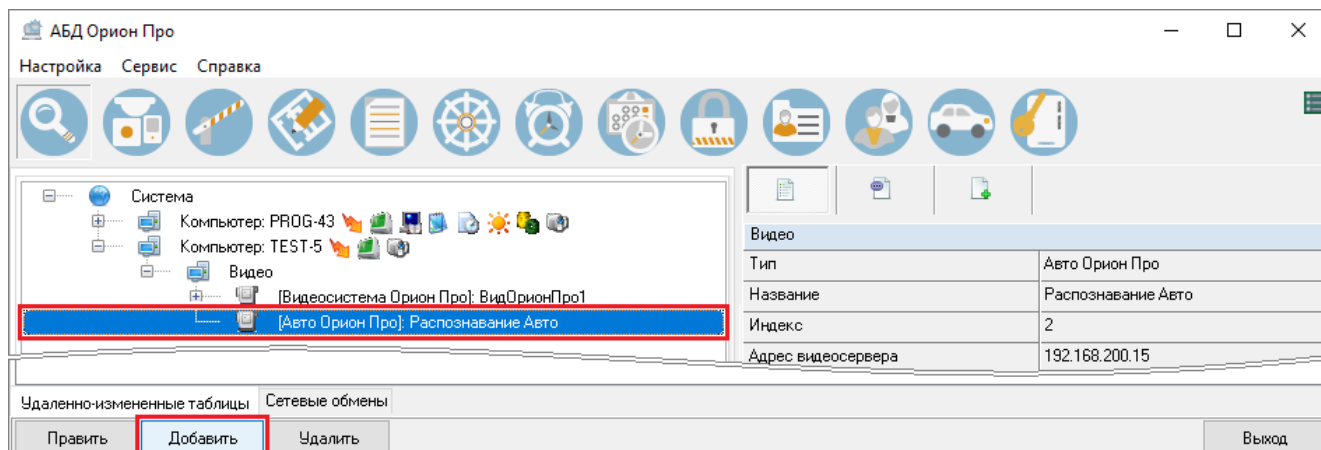 АБД Орион Про
Настройка Сервис Справка
Система
Компьютер: PROG-43
Компьютер: TEST-5
Видео
[Видеосистема Орион Про]: ВидОрионПро1
[Авто Орион Про]: Распознавание Авто
Видео
Тип Авто Орион Про
Название Распознавание Авто
Индекс 2
Адрес видеосервера 192.168.200.15
Удаленно-измененные таблицы Сетевые обмены
Править Добавить Удалить Выход